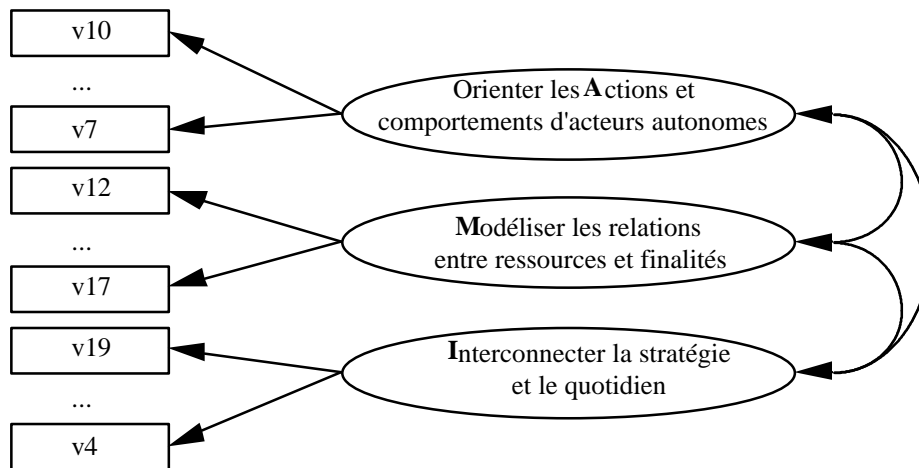 v10
...
v7
v12
...
v17
v19
...
v4
Orienter les Actions et
comportements d'acteurs autonomes
Modéliser les relations
entre ressources et finalités
Interconnecter la stratégie
et le quotidien